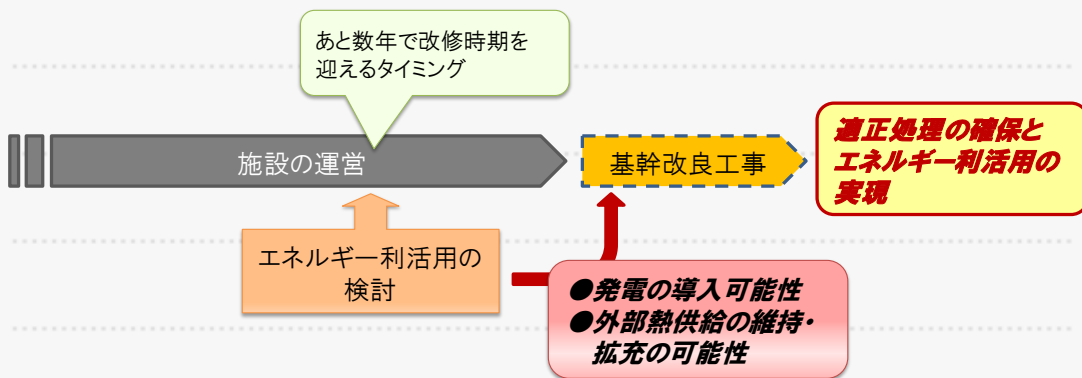 あと数年で改修時期を
迎えるタイミング
施設の運営
基幹改良工事
適正処理の確保と
エネルギー利活用の
実現
エネルギー利活用の
検討
●発電の導入可能性
●外部熱供給の維持・
拡充の可能性